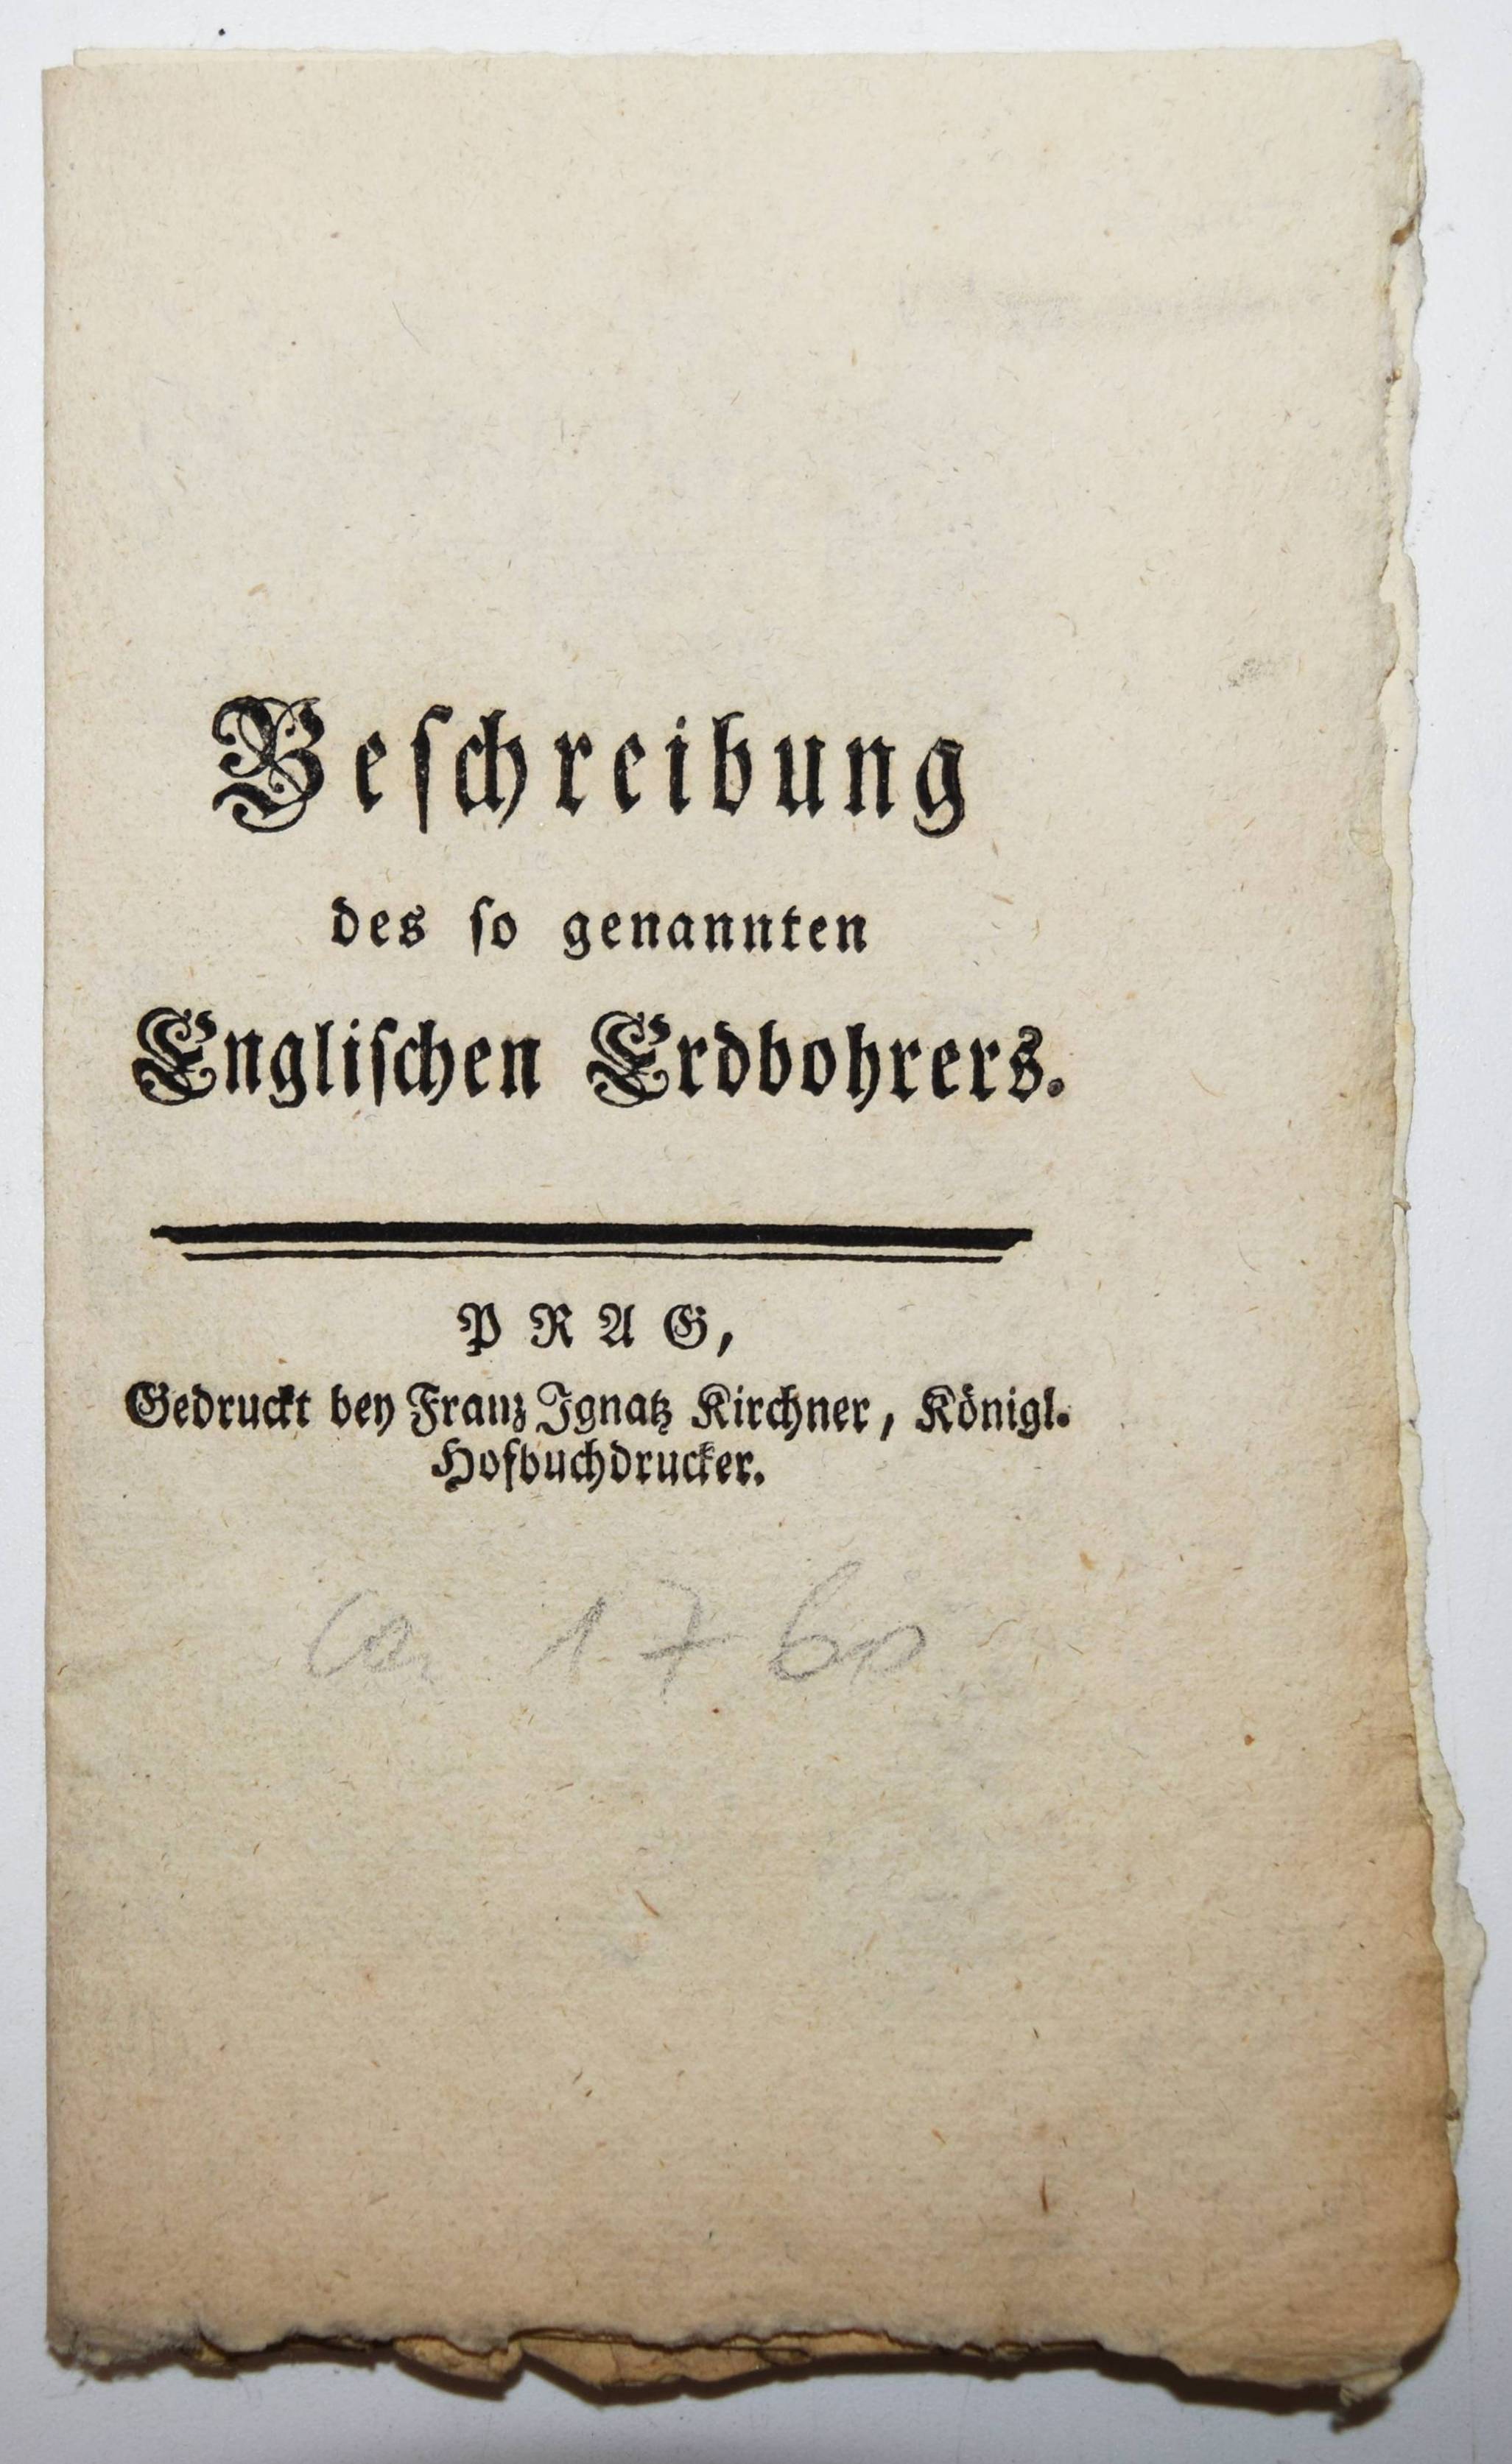 Beſchreibung
des ſo genannten
Engliſchen Erdbohrers.
PRAG,
Gedruckt bey Franz Ignatz Kirchner, Königl.
Hofbuchdrucker.
ca. 1760